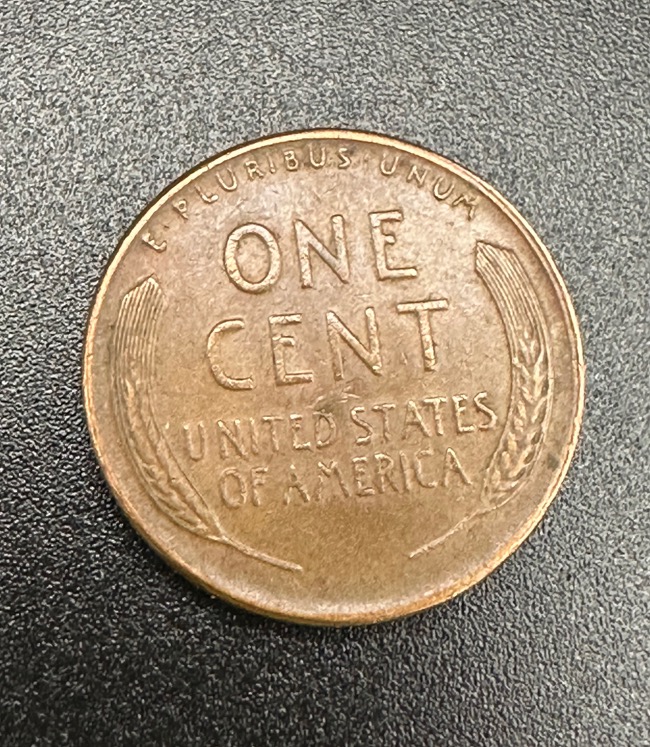 E·PLURIBUS·UNUM
ONE
CENT
UNITED STATES
OF AMERICA